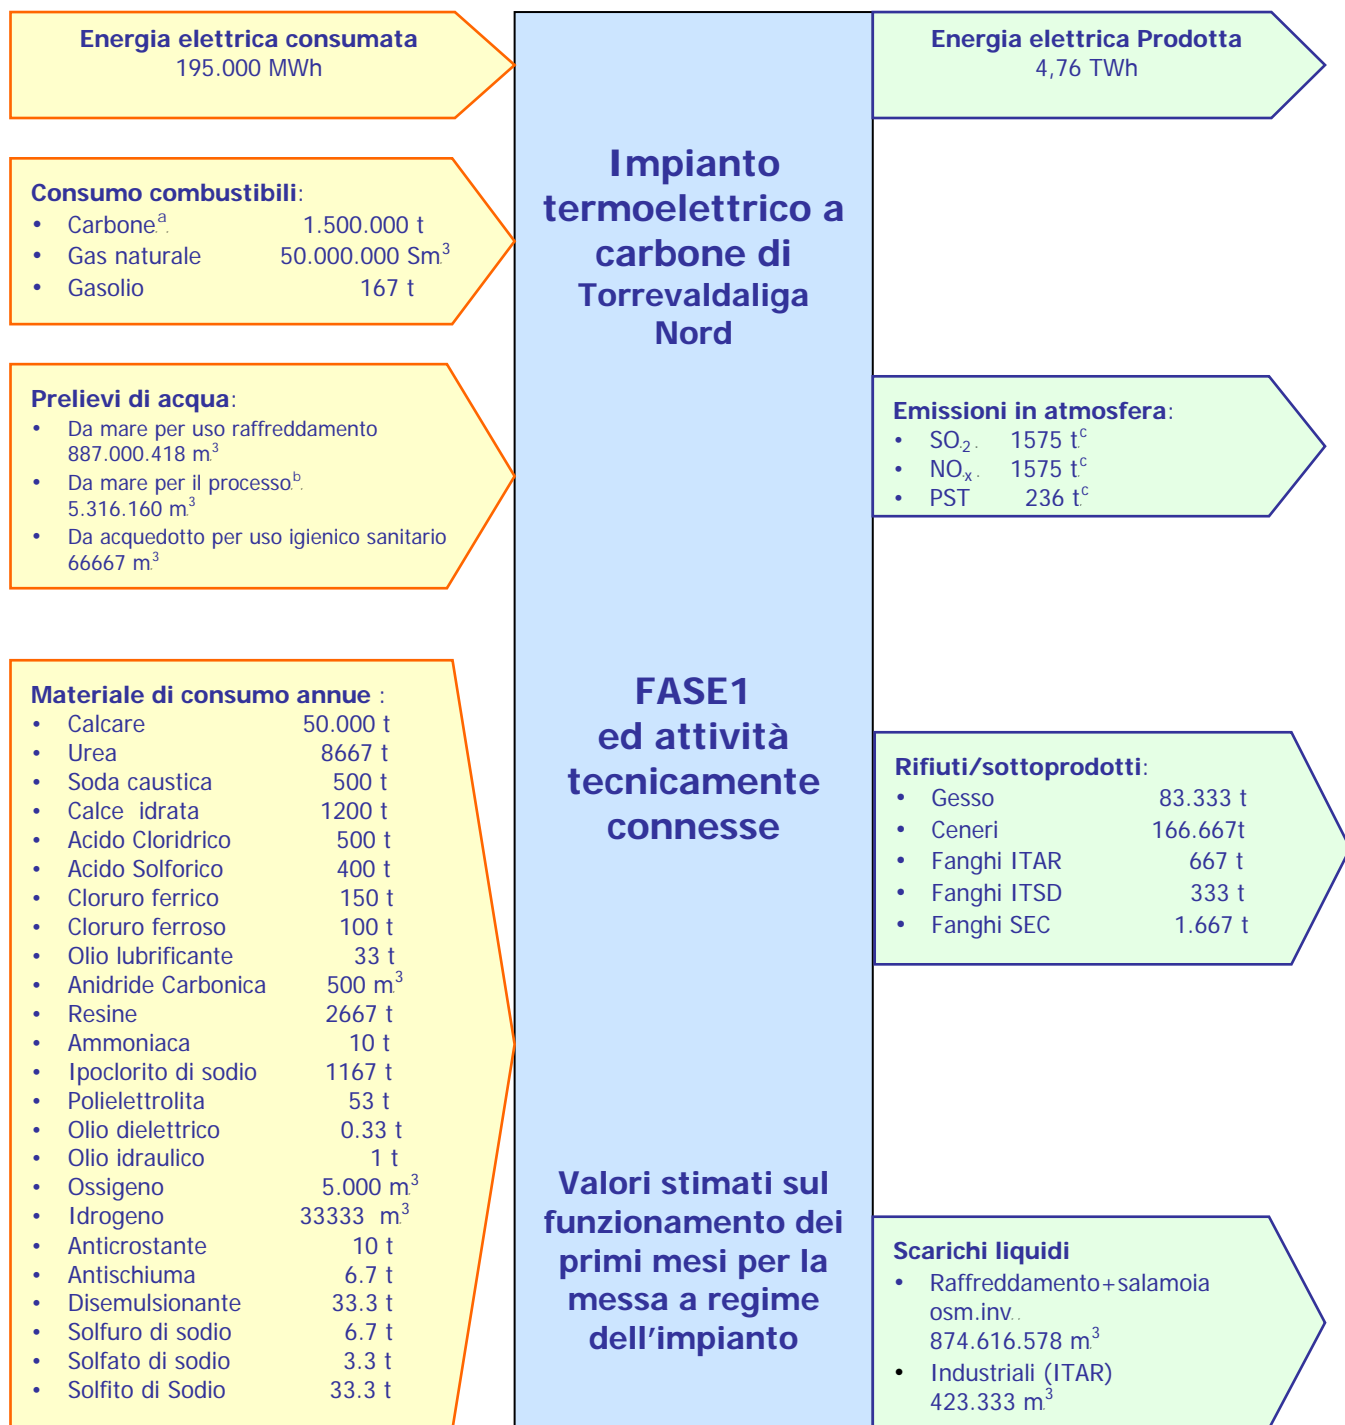 Energia elettrica consumata
195.000 MWh
Consumo combustibili:
• Carbone a 1.500.000 t
• Gas naturale 50.000.000 Sm3
• Gasolio 167 t
Prelievi di acqua:
• Da mare per uso raffreddamento
887.000.418 m3
• Da mare per il processo b
5.316.160 m3
• Da acquedotto per uso igienico sanitario
66667 m3
Materiale di consumo annue :
• Calcare 50.000 t
• Urea 8667 t
• Soda caustica 500 t
• Calce idrata 1200 t
• Acido Cloridrico 500 t
• Acido Solforico 400 t
• Cloruro ferrico 150 t
• Cloruro ferroso 100 t
• Olio lubrificante 33 t
• Anidride Carbonica 500 m3
• Resine 2667 t
• Ammoniaca 10 t
• Ipoclorito di sodio 1167 t
• Polielettrolita 53 t
• Olio dielettrico 0.33 t
• Olio idraulico 1 t
• Ossigeno 5.000 m3
• Idrogeno 33333 m3
• Anticrostante 10 t
• Antischiuma 6.7 t
• Disemulsionante 33.3 t
• Solfuro di sodio 6.7 t
• Solfato di sodio 3.3 t
• Solfito di Sodio 33.3 t
Impianto
termoelettrico a
carbone di
Torrevaldaliga
Nord
FASE1
ed attività
tecnicamente
connesse
Valori stimati sul
funzionamento dei
primi mesi per la
messa a regime
dell'impianto
Energia elettrica Prodotta
4,76 TWh
Emissioni in atmosfera:
• SO2 1575 t c
• NOx 1575 t c
• PST 236 t c
Rifiuti/sottoprodotti:
• Gesso 83.333 t
• Ceneri 166.667t
• Fanghi ITAR 667 t
• Fanghi ITSD 333 t
• Fanghi SEC 1.667 t
Scarichi liquidi
• Raffreddamento+salamoia
osm.inv..
874.616.578 m3
• Industriali (ITAR)
423.333 m3